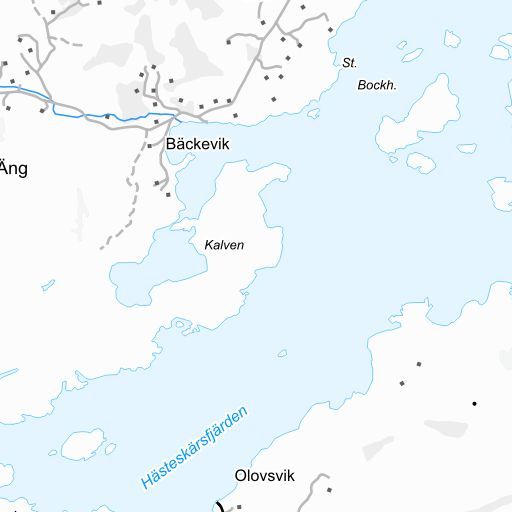 St.
Bockh.
Bäckevik
Äng
Kalven
Hästeskärsfjärden
Olovsvik